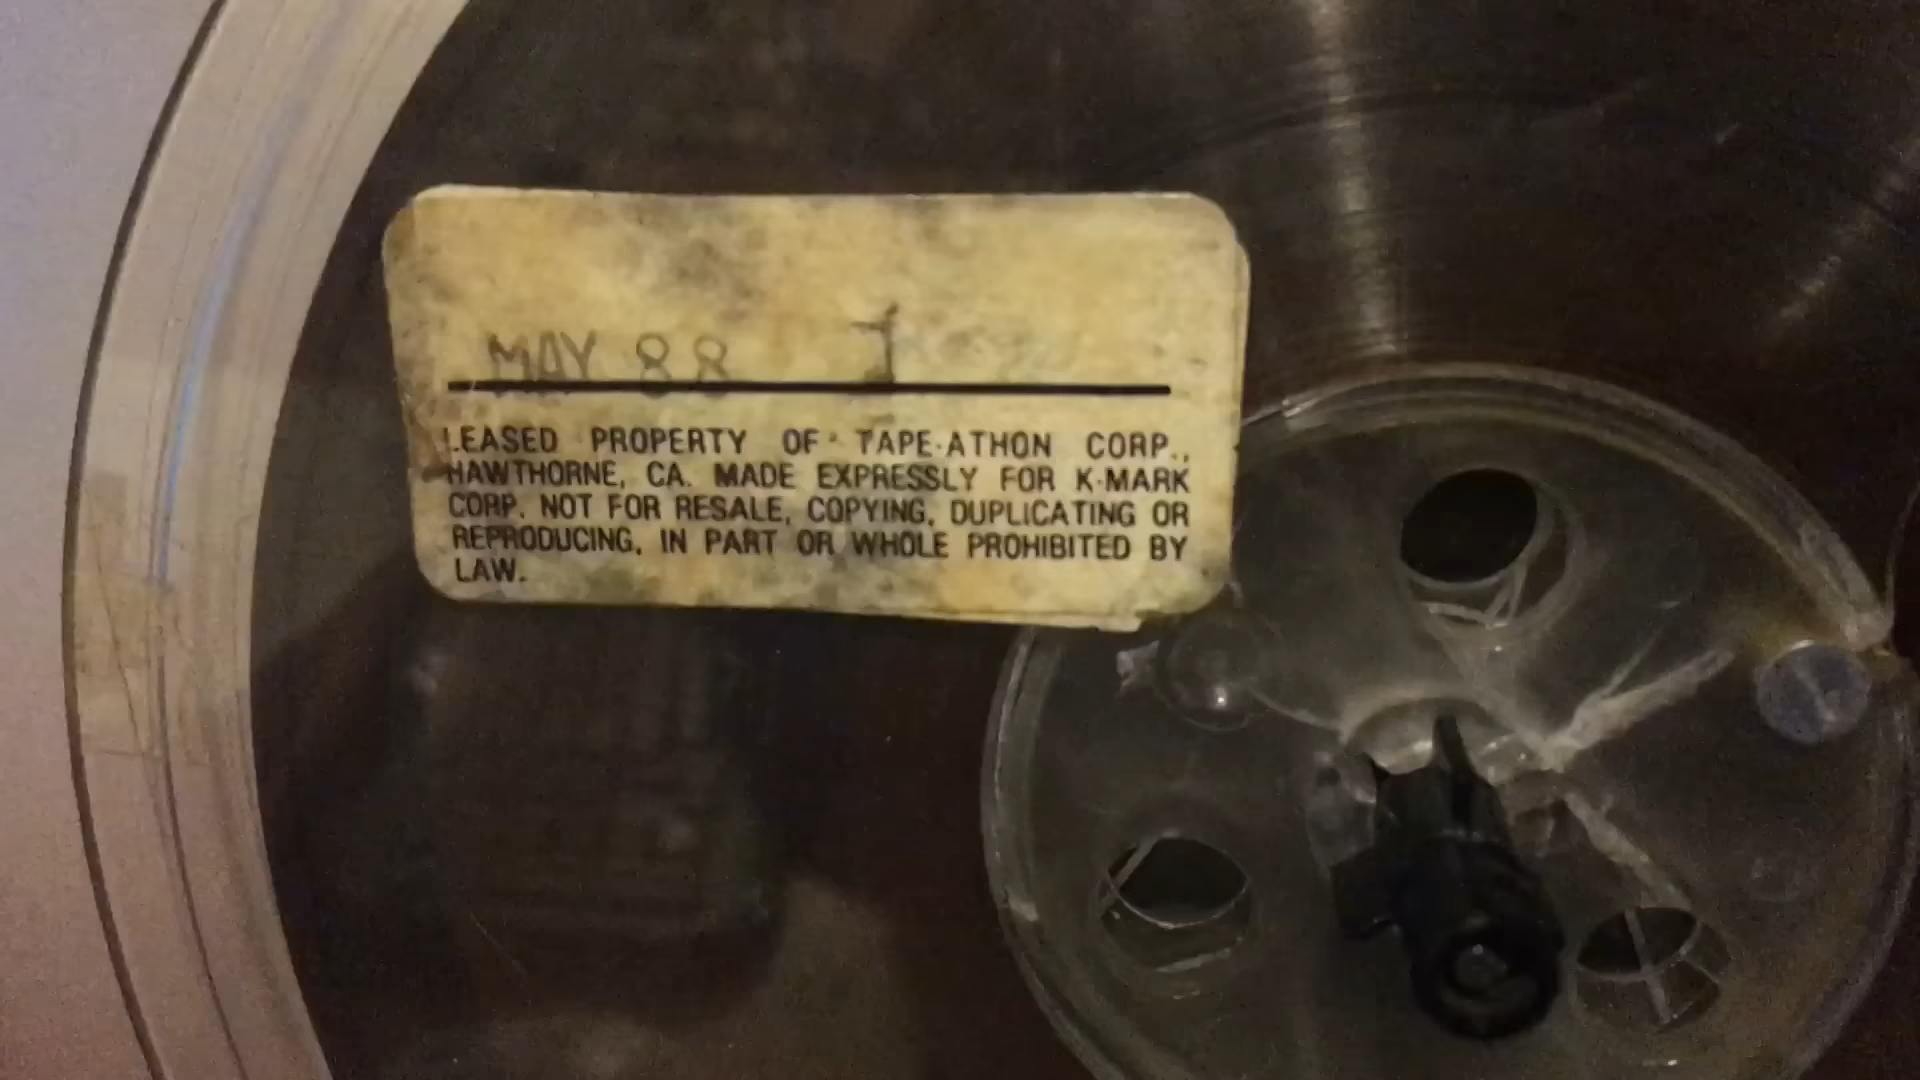 MAY 88 1
LEASED PROPERTY OF TAPE-ATHON CORP.,
HAWTHORNE, CA. MADE EXPRESSLY FOR K-MARK
CORP. NOT FOR RESALE, COPYING, DUPLICATING OR
REPRODUCING, IN PART OR WHOLE PROHIBITED BY
LAW.